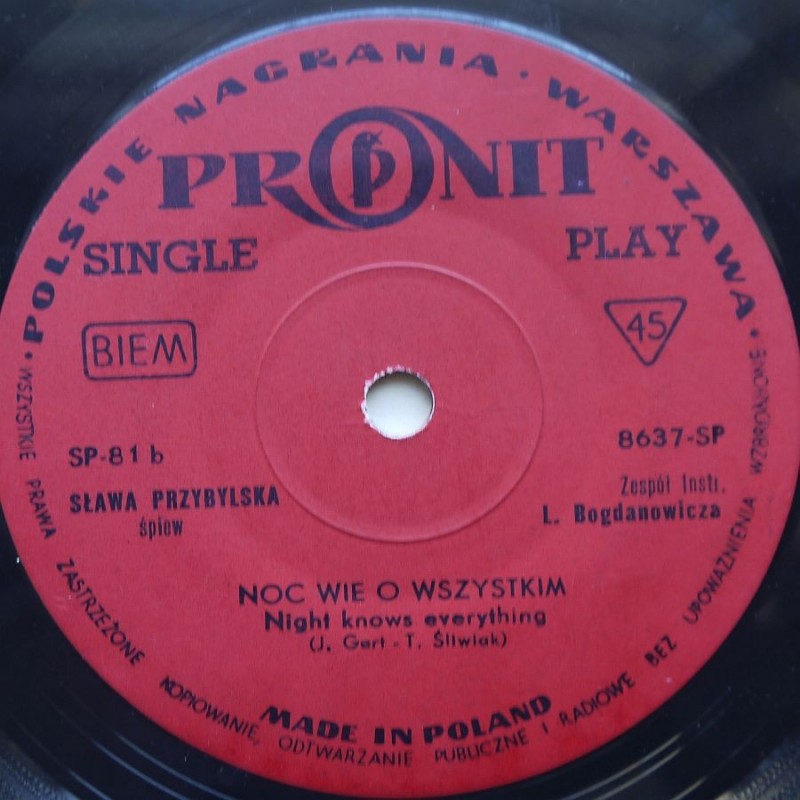 POLSKIE NAGRANIA · WARSZAWA ·
PRONIT
SINGLE PLAY
BIEM
45
SP-81 b
8637-SP
SŁAWA PRZYBYLSKA
śpiew
Zespół Instr.
L. Bogdanowicza
NOC WIE O WSZYSTKIM
Night knows everything
(J. Gert - T. Śliwiak)
MADE IN POLAND
WSZYSTKIE PRAWA ZASTRZEŻONE KOPIOWANIE, ODTWARZANIE PUBLICZNE I RADIOWE BEZ UPOWAŻNIENIA WZBRONIONE